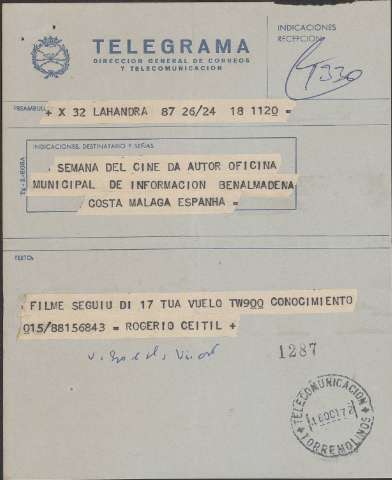 TELEGRAMA
DIRECCION GENERAL DE CORREOS
Y TELECOMUNICACION
INDICACIONES
RECEPCION
1330
PREAMBULO
+ X 32 LAHANDRA 87 26/24 18 1120 =
INDICACIONES, DESTINATARIO Y SEÑAS
SEMANA DEL CINE DA AUTOR OFICINA
MUNICIPAL DE INFORMACION BENALMADENA
COSTA MALAGA ESPANHA =
TEXTO:
FILME SEGUIU DI 17 TUA VUELO TW900 CONOCIMIENTO
015/88156843 = ROGERIO CEITIL +
1287
TELECOMUNICACION
TORREMOLINOS